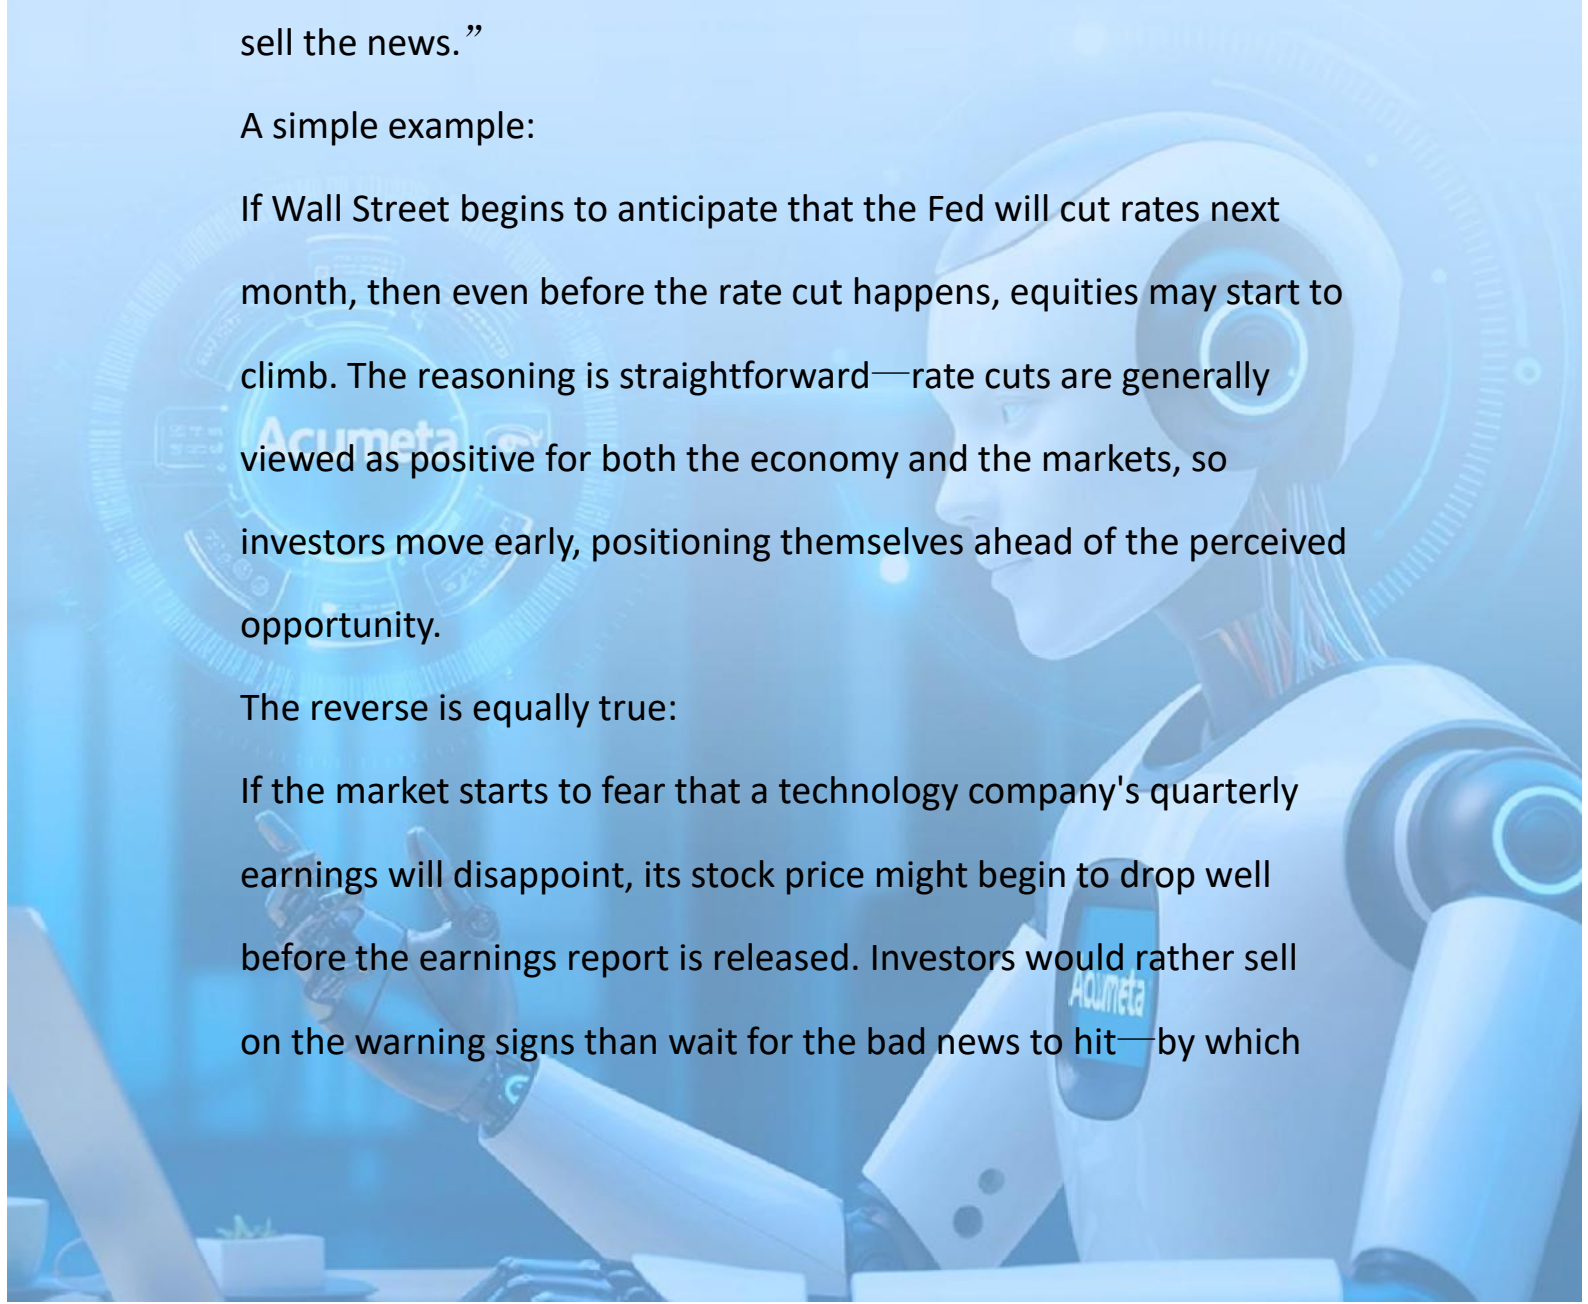 sell the news.”
A simple example:
If Wall Street begins to anticipate that the Fed will cut rates next
month, then even before the rate cut happens, equities may start to
climb. The reasoning is straightforward—rate cuts are generally
viewed as positive for both the economy and the markets, so
investors move early, positioning themselves ahead of the perceived
opportunity.
The reverse is equally true:
If the market starts to fear that a technology company's quarterly
earnings will disappoint, its stock price might begin to drop well
before the earnings report is released. Investors would rather sell
on the warning signs than wait for the bad news to hit—by which
Acumeta
Acumeta